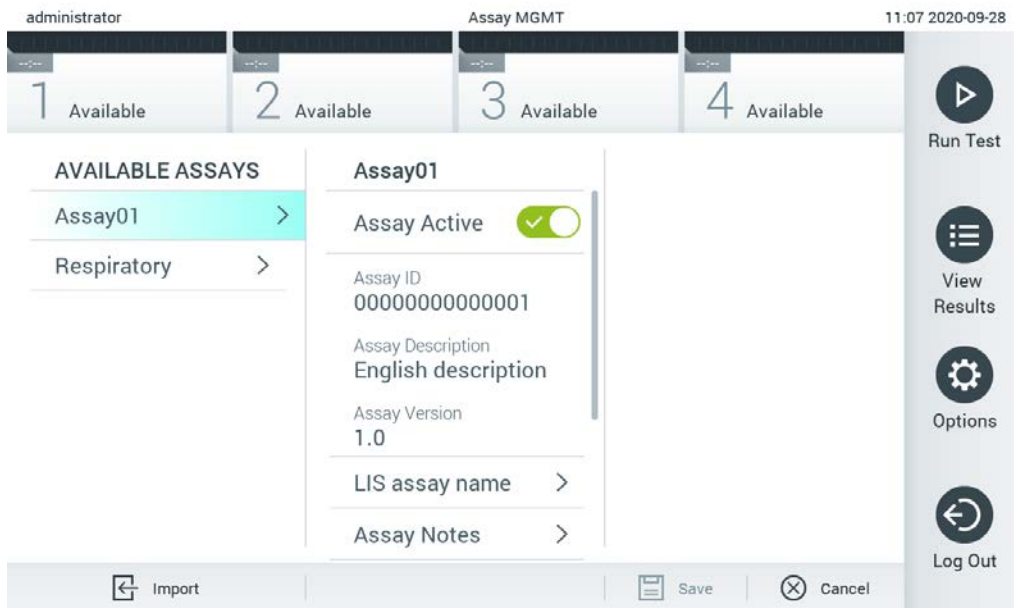 administrator
Assay MGMT
11:07 2020-09-28
--:--
--:--
--:--
--:--
1 Available
2 Available
3 Available
4 Available
Run Test
View
Results
Options
Log Out
AVAILABLE ASSAYS
Assay01
Respiratory
Assay01
Assay Active
Assay ID
00000000000001
Assay Description
English description
Assay Version
1.0
LIS assay name
Assay Notes
Import
Save
Cancel